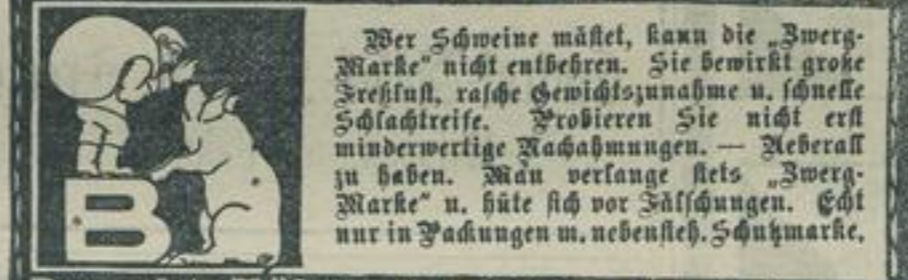 B
Wer Schweine mästet, kann die „Zwerg-
Marke“ nicht entbehren. Sie bewirkt große
Freßlust, rasche Gewichtszunahme u. schnelle
Schlachtreife. Probieren Sie nicht erst
minderwertige Nachahmungen. — Ueberall
zu haben. Man verlange stets „Zwerg-
Marke“ u. hüte sich vor Fälschungen. Echt
nur in Packungen m. nebensteh. Schutzmarke.